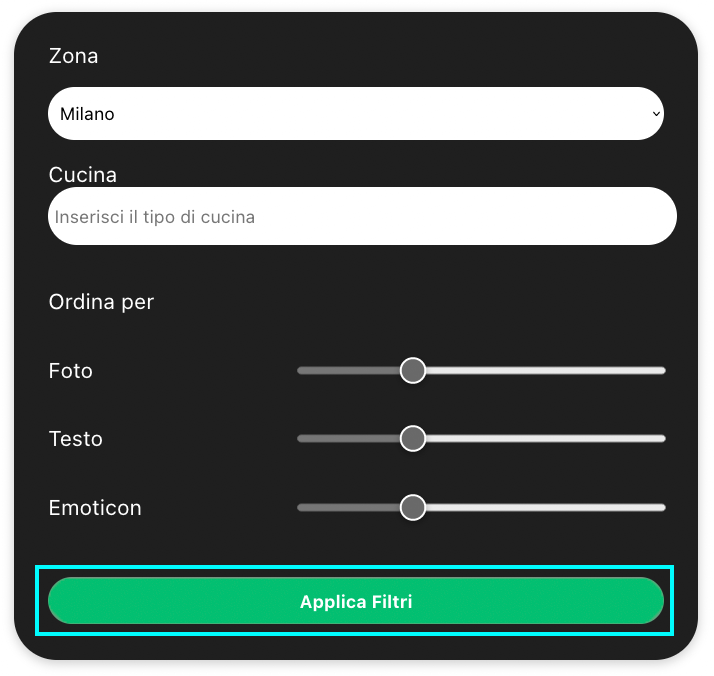 Zona
Milano
Cucina
Inserisci il tipo di cucina
Ordina per
Foto
Testo
Emoticon
Applica Filtri